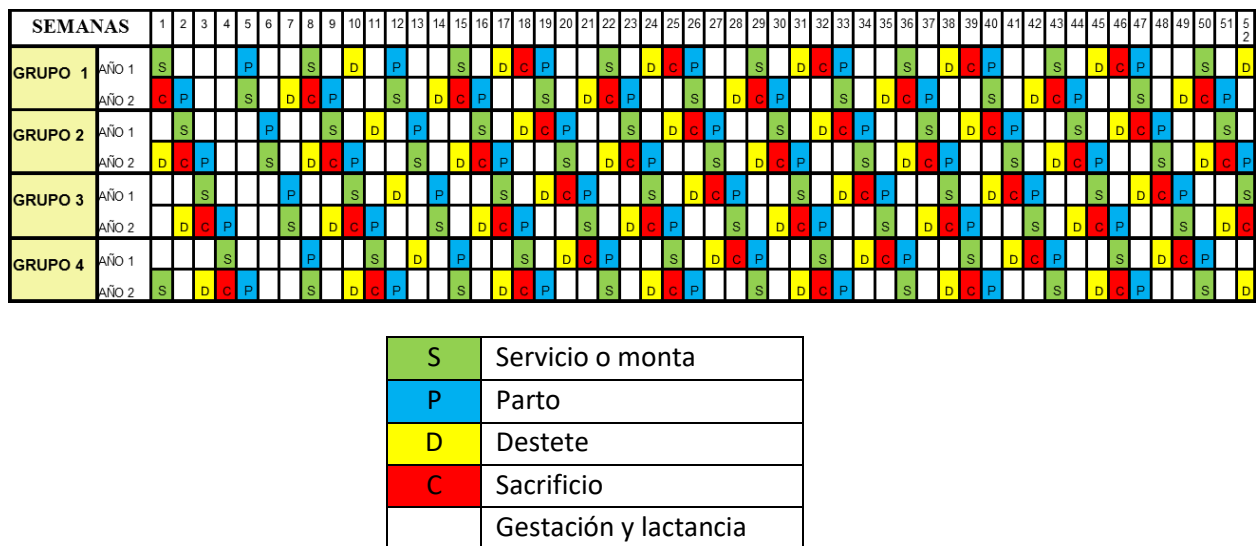 SEMANAS 1 2 3 4 5 6 7 8 9 10 11 12 13 14 15 16 17 18 19 20 21 22 23 24 25 26 27 28 29 30 31 32 33 34 35 36 37 38 39 40 41 42 43 44 45 46 47 48 49 50 51 52
GRUPO 1 AÑO 1 S P S D P S D C P S D C P S D C P S D C P S D C P S D
AÑO 2 C P S D C P S D C P S D C P S D C P S D C P S D C P S D C P
GRUPO 2 AÑO 1 S P S D P S D C P S D C P S D C P S D C P S D C P S
AÑO 2 D C P S D C P S D C P S D C P S D C P S D C P S D C P S D C P
GRUPO 3 AÑO 1 S P S D P S D C P S D C P S D C P S D C P S D C P S
AÑO 2 D C P S D C P S D C P S D C P S D C P S D C P S D C P S D C
GRUPO 4 AÑO 1 S P S D P S D C P S D C P S D C P S D C P S D C P
AÑO 2 S D C P S D C P S D C P S D C P S D C P S D C P S D C P S D
S Servicio o monta
P Parto
D Destete
C Sacrificio
Gestación y lactancia